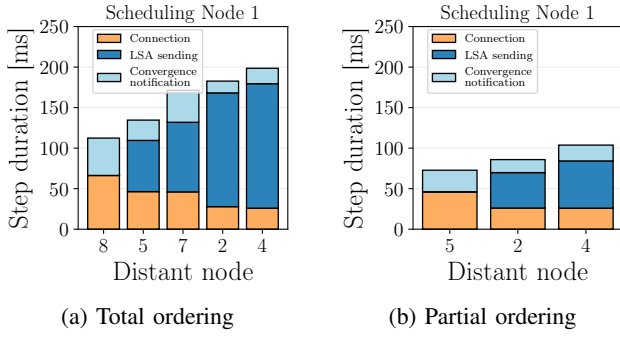 Scheduling Node 1
Step duration [ms]
250
200
150
100
50
0
Connection
LSA sending
Convergence
notification
8 5 7 2 4
Distant node
(a) Total ordering
Scheduling Node 1
Step duration [ms]
250
200
150
100
50
0
Connection
LSA sending
Convergence
notification
5 2 4
Distant node
(b) Partial ordering